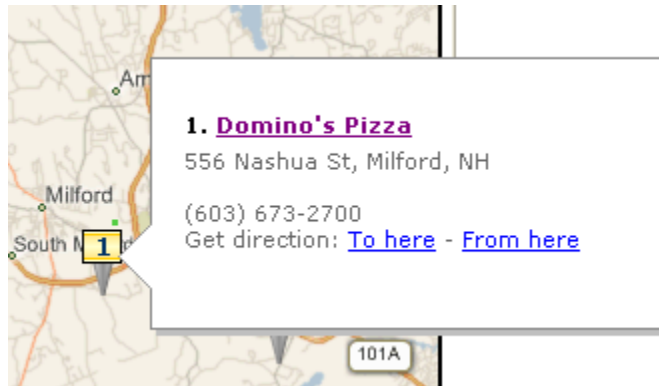 Am
1. Domino's Pizza
556 Nashua St, Milford, NH
(603) 673-2700
Get direction: To here - From here
Milford
South M
1
101A